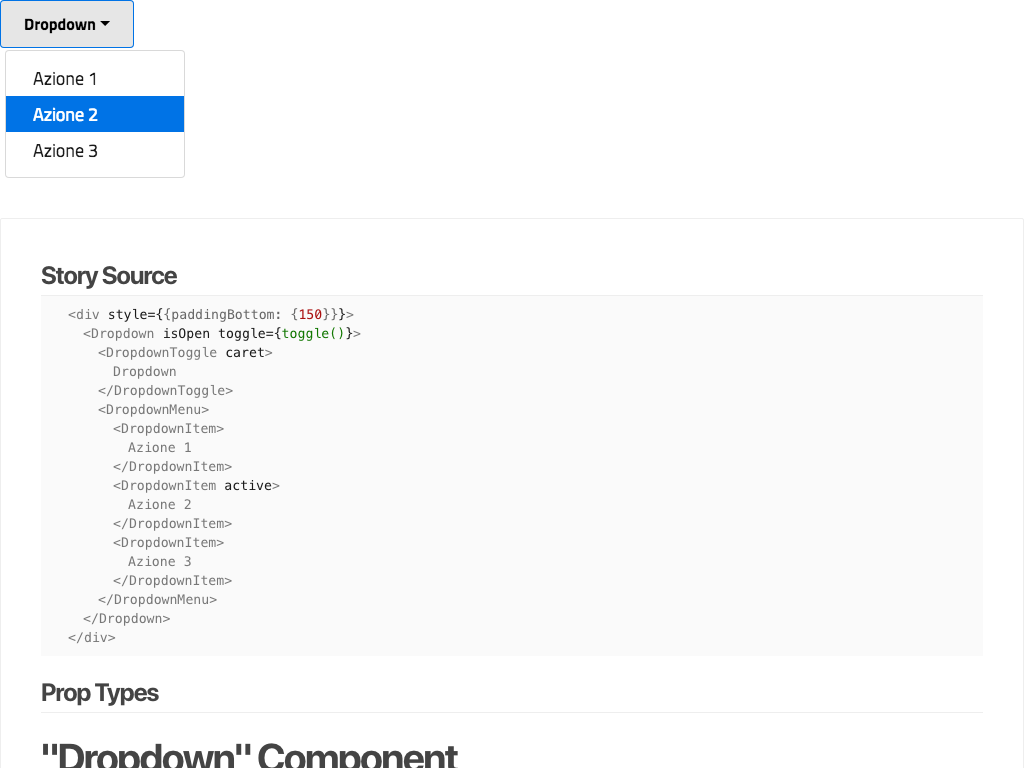 Dropdown
Azione 1
Azione 2
Azione 3
Story Source
<div style={{paddingBottom: {150}}}>
<Dropdown isOpen toggle={toggle()}>
<DropdownToggle caret>
Dropdown
</DropdownToggle>
<DropdownMenu>
<DropdownItem>
Azione 1
</DropdownItem>
<DropdownItem active>
Azione 2
</DropdownItem>
<DropdownItem>
Azione 3
</DropdownItem>
</DropdownMenu>
</Dropdown>
</div>
Prop Types
"Dropdown" Component